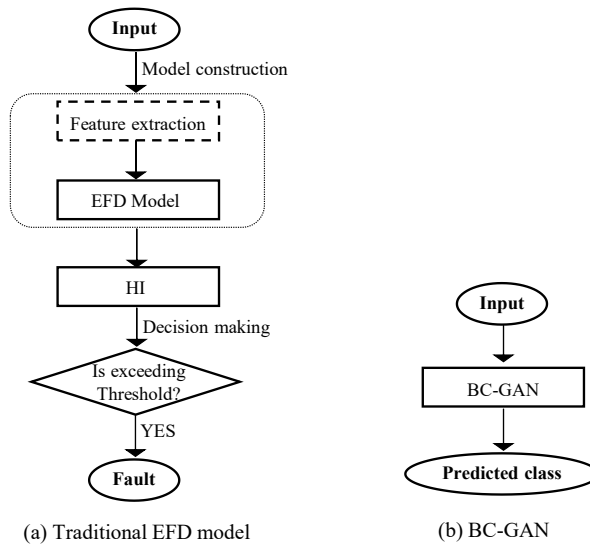 Input
Model construction
Feature extraction
EFD Model
HI
Decision making
Is exceeding
Threshold?
YES
Fault
(a) Traditional EFD model
Input
BC-GAN
Predicted class
(b) BC-GAN